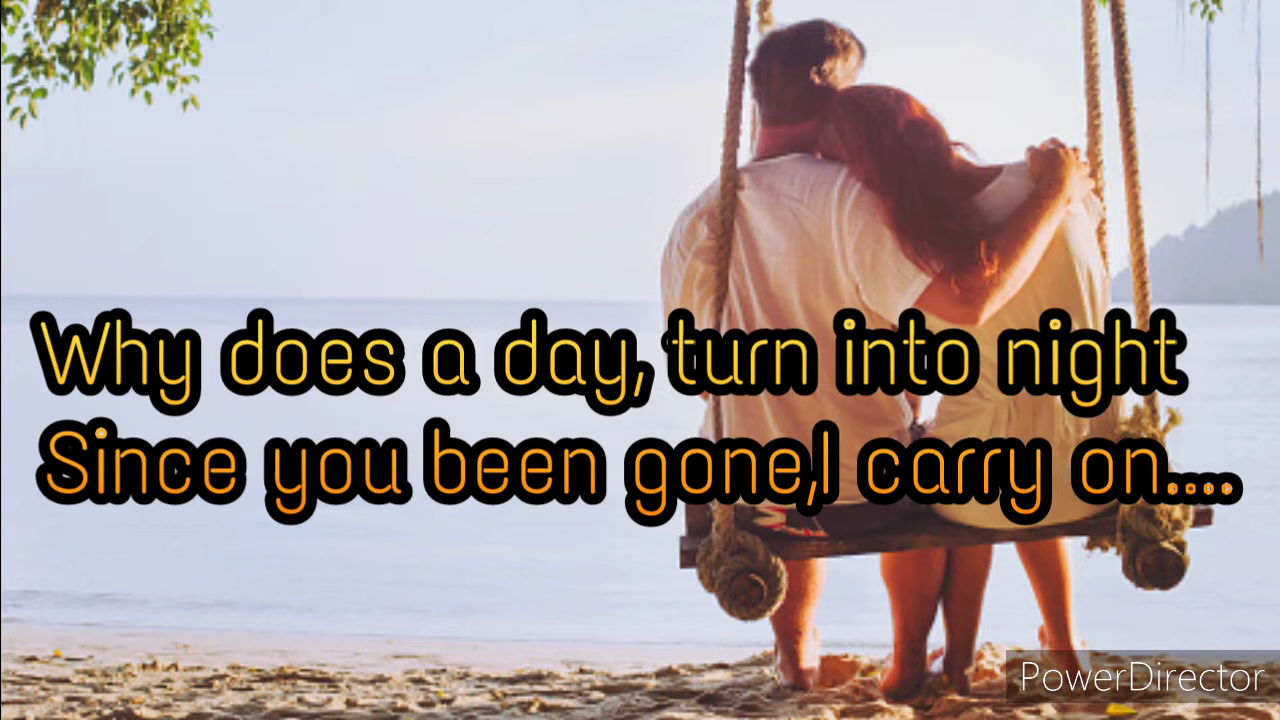 Why does a day, turn into night
Since you been gone,I carry on....
PowerDirector